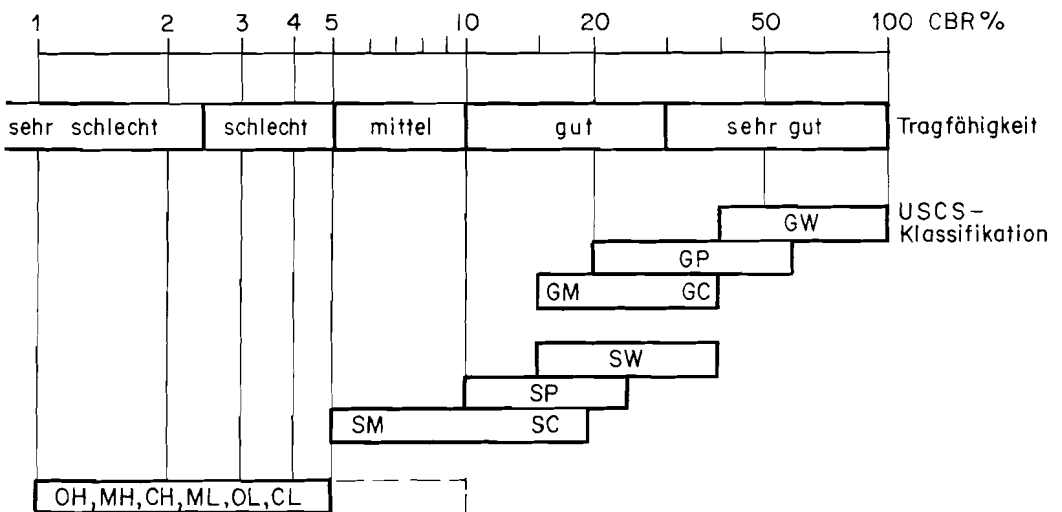 1 2 3 4 5 10 20 50 100 CBR %
sehr schlecht schlecht mittel gut sehr gut Tragfähigkeit
GW USCS-
Klassifikation
GP
GM GC
SW
SP
SM SC
OH, MH, CH, ML, OL, CL